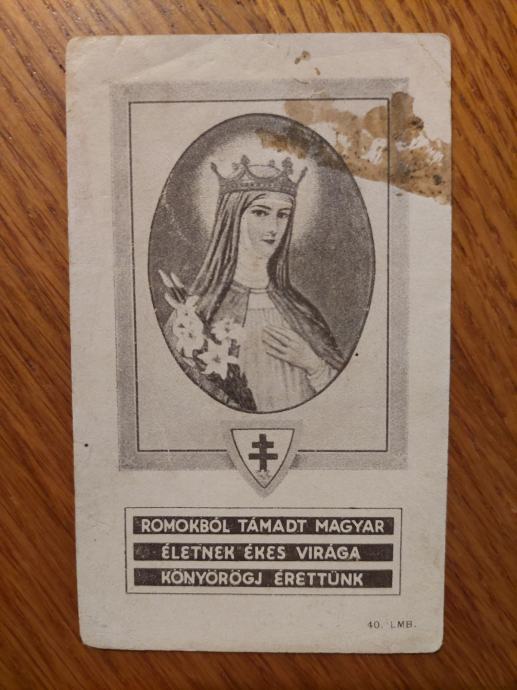 ROMOKBÓL TÁMADT MAGYAR
ÉLETNEK ÉKES VIRÁGA
KÖNYÖRÖGJ ÉRETTÜNK
40. LMB.